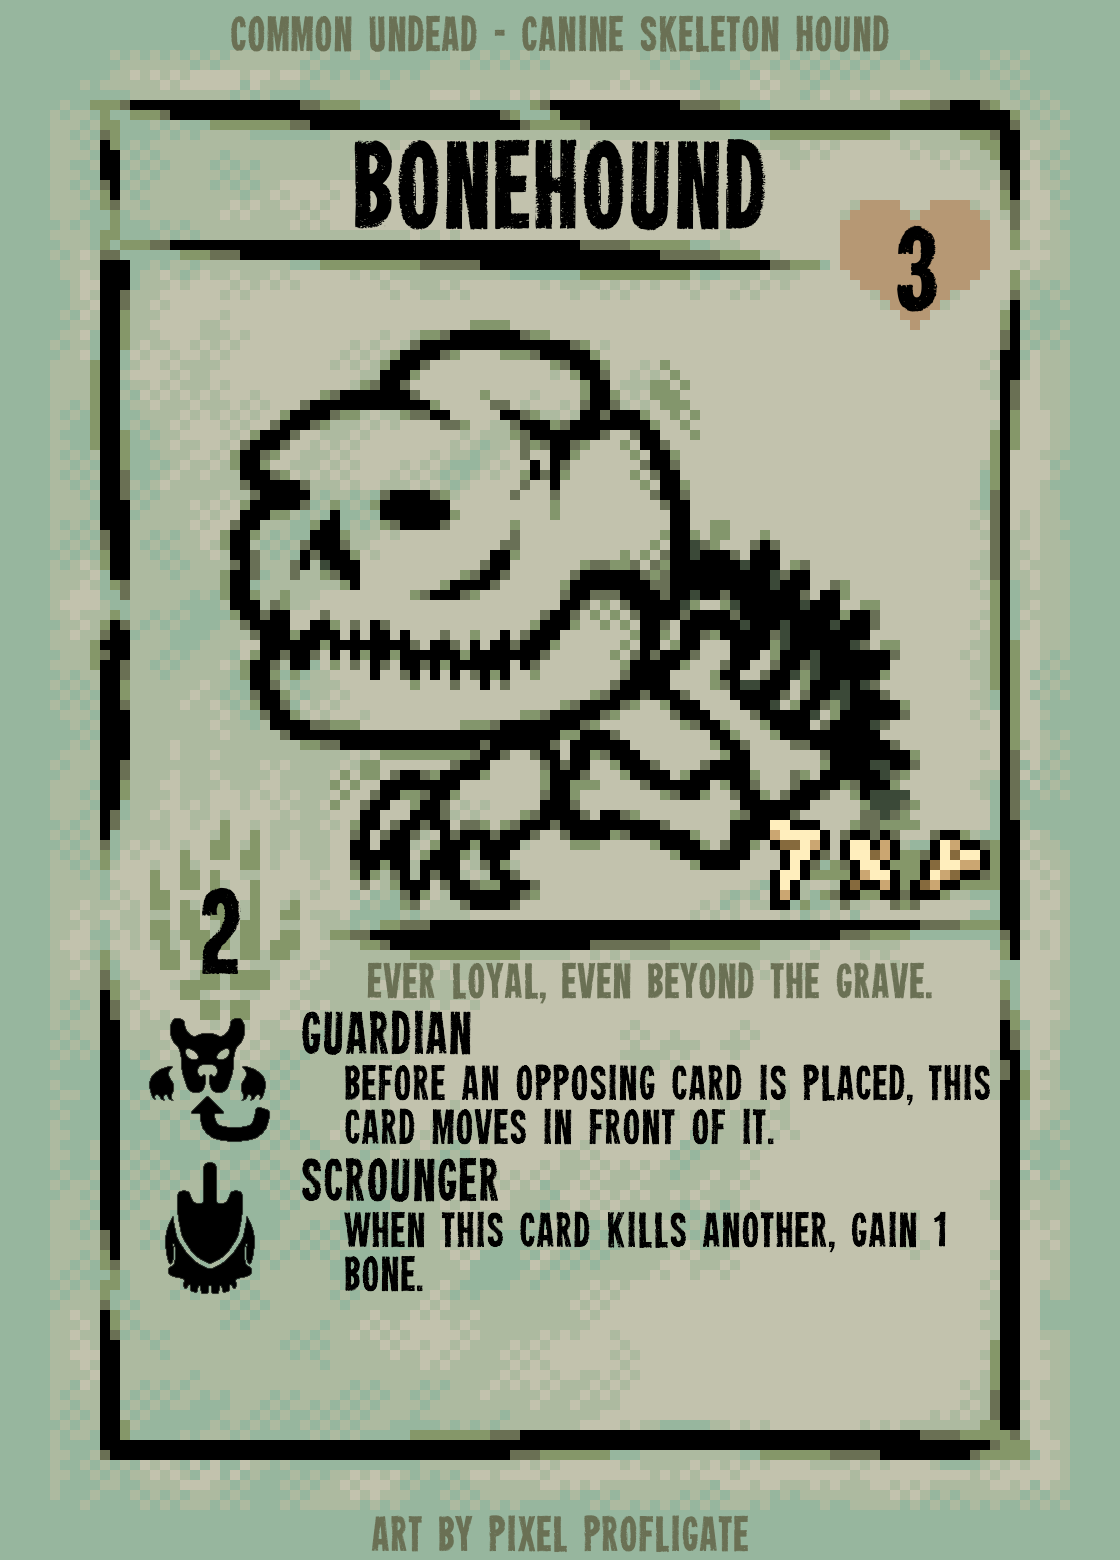 COMMON UNDEAD - CANINE SKELETON HOUND
BONEHOUND
3
7 X
2
EVER LOYAL, EVEN BEYOND THE GRAVE.
GUARDIAN
BEFORE AN OPPOSING CARD IS PLACED, THIS
CARD MOVES IN FRONT OF IT.
SCROUNGER
WHEN THIS CARD KILLS ANOTHER, GAIN 1
BONE.
ART BY PIXEL PROFLIGATE